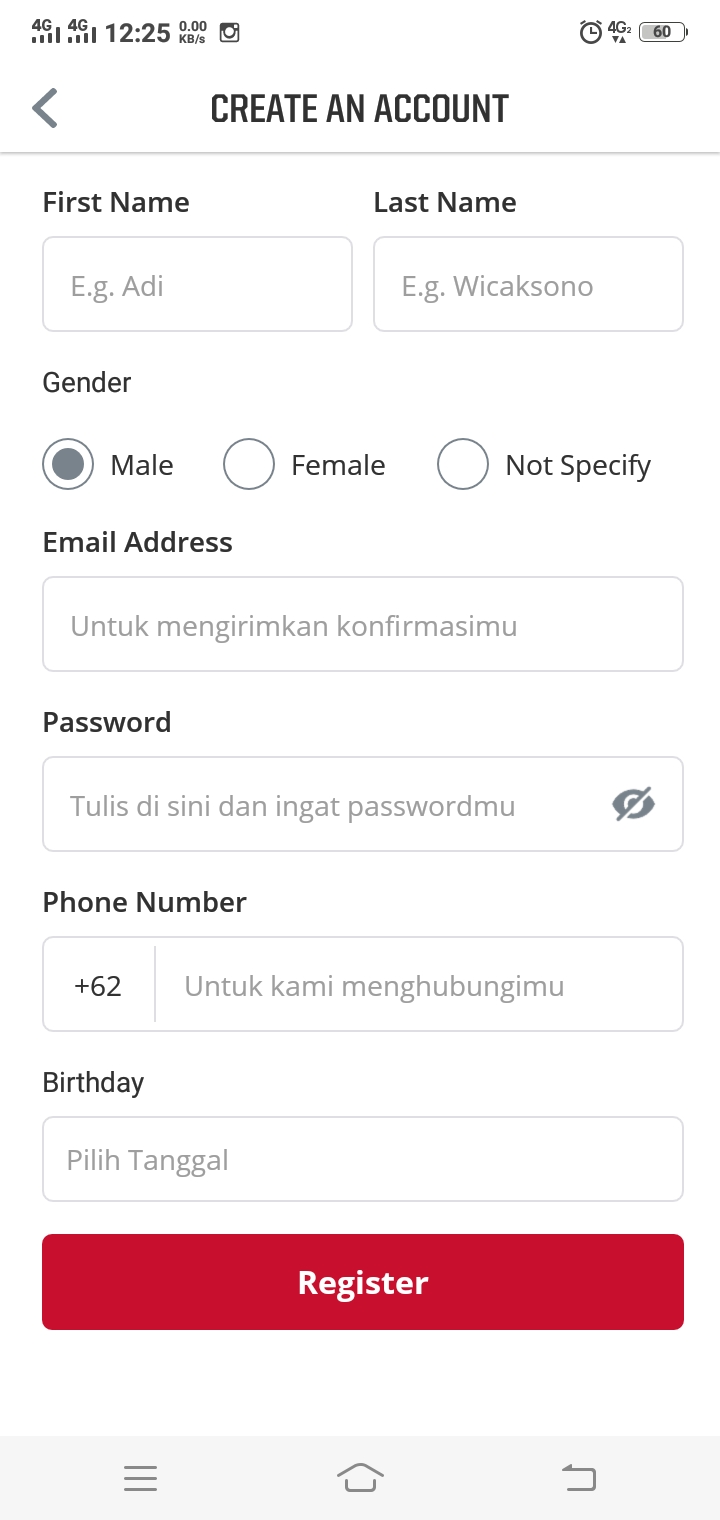 4G 4G 12:25 0.00 KB/s 4G2 60
CREATE AN ACCOUNT
First Name Last Name
E.g. Adi E.g. Wicaksono
Gender
Male Female Not Specify
Email Address
Untuk mengirimkan konfirmasimu
Password
Tulis di sini dan ingat passwordmu
Phone Number
+62 Untuk kami menghubungimu
Birthday
Pilih Tanggal
Register